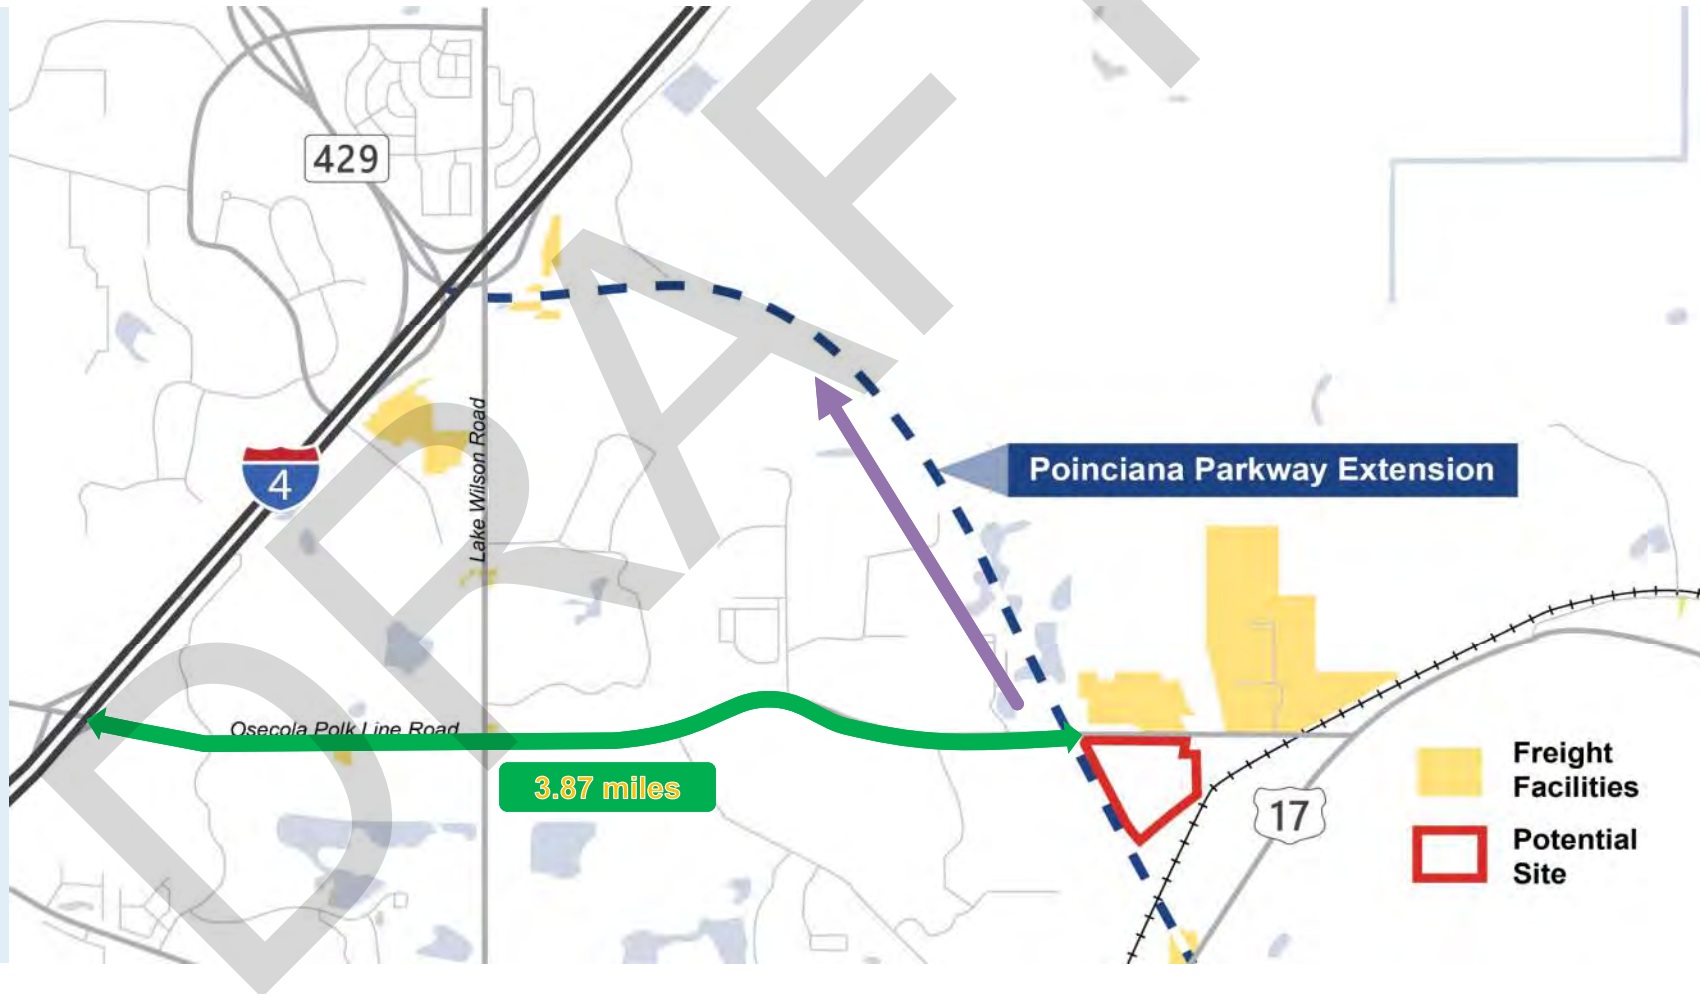 DRAFT
429
4
Lake Wilson Road
Poinciana Parkway Extension
Osecola Polk Line Road
3.87 miles
17
Freight
Facilities
Potential
Site